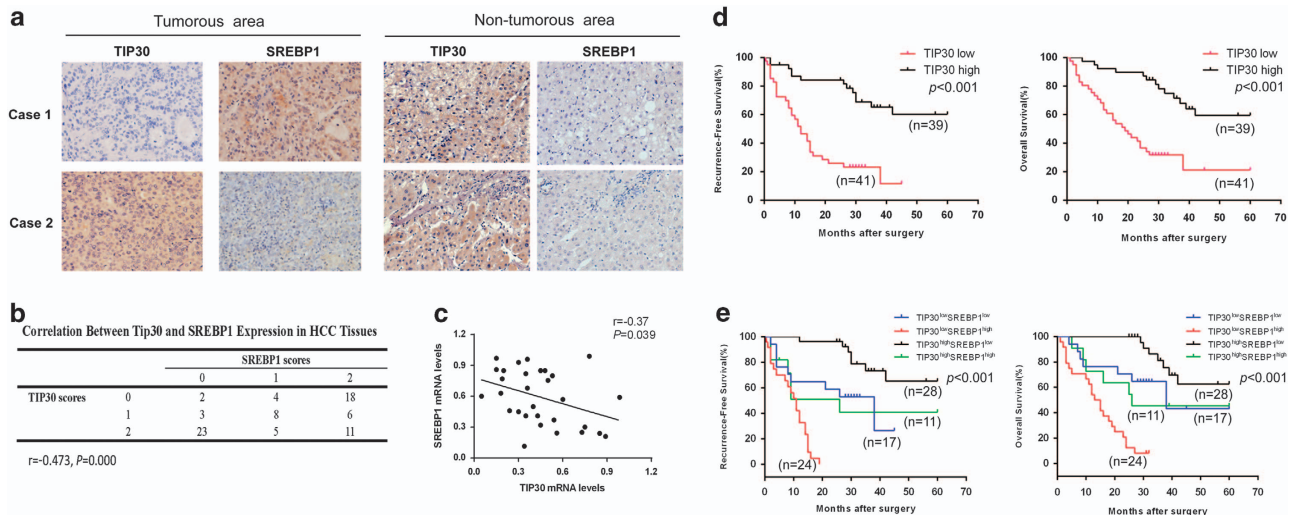 a
Tumorous area
Non-tumorous area
TIP30
SREBP1
TIP30
SREBP1
Case 1
Case 2
b
Correlation Between Tip30 and SREBP1 Expression in HCC Tissues
SREBP1 scores
0 1 2
TIP30 scores 0 2 4 18
1 3 8 6
2 23 5 11
r=-0.473, P=0.000
c
r=-0.37
P=0.039
SREBP1 mRNA levels
1.2
0.9
0.6
0.3
0.0
0.0 0.3 0.6 0.9 1.2
TIP30 mRNA levels
d
TIP30 low
TIP30 high
p<0.001
Recurrence-Free Survival(%)
100
80
60
40
20
0
(n=39)
(n=41)
0 10 20 30 40 50 60 70
Months after surgery
TIP30 low
TIP30 high
p<0.001
Overall Survival(%)
100
80
60
40
20
0
(n=39)
(n=41)
0 10 20 30 40 50 60 70
Months after surgery
e
TIP30lowSREBP1low
TIP30lowSREBP1high
TIP30highSREBP1low
TIP30highSREBP1high
p<0.001
Recurrence-Free Survival(%)
100
80
60
40
20
0
(n=28)
(n=11)
(n=17)
(n=24)
0 10 20 30 40 50 60 70
Months after surgery
TIP30lowSREBP1low
TIP30lowSREBP1high
TIP30highSREBP1low
TIP30highSREBP1high
p<0.001
Overall Survival(%)
100
80
60
40
20
0
(n=28)
(n=11)
(n=17)
(n=24)
0 10 20 30 40 50 60 70
Months after surgery